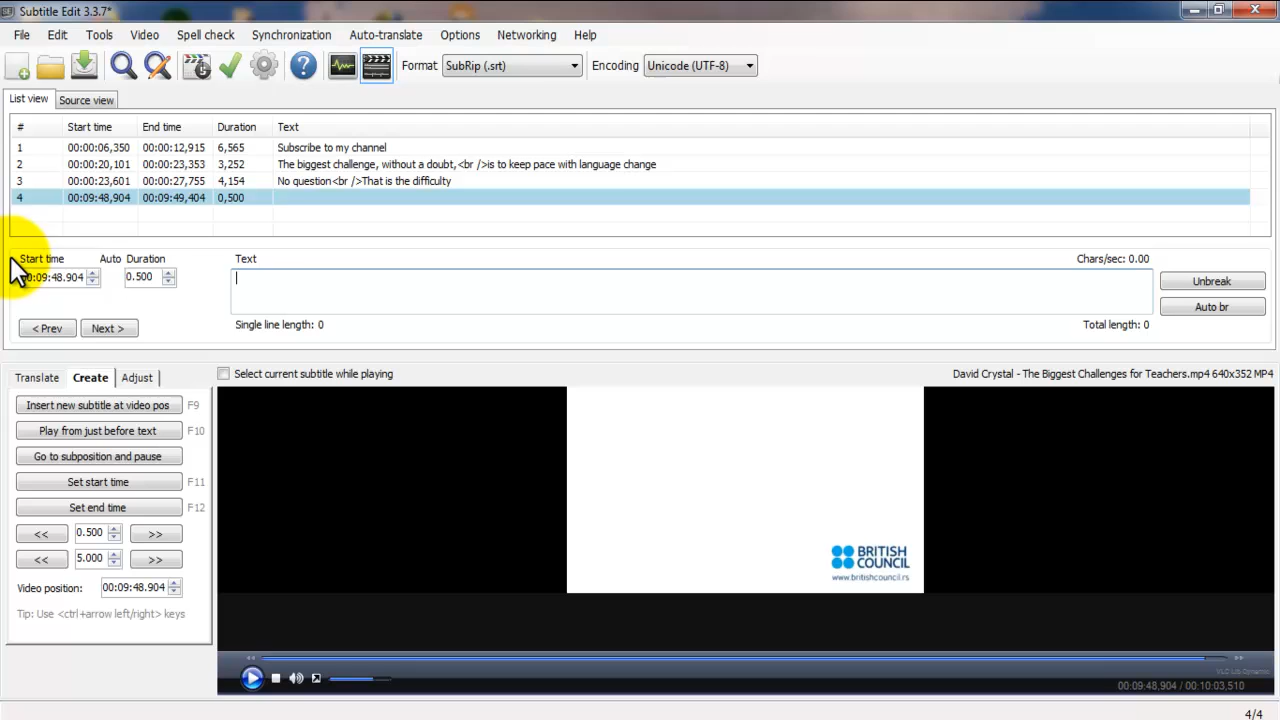 Subtitle Edit 3.3.7*
File Edit Tools Video Spell check Synchronization Auto-translate Options Networking Help
Format SubRip (.srt) Encoding Unicode (UTF-8)
List view Source view
# Start time End time Duration Text
1 00:00:06,350 00:00:12,915 6,565 Subscribe to my channel
2 00:00:20,101 00:00:23,353 3,252 The biggest challenge, without a doubt,<br />is to keep pace with language change
3 00:00:23,601 00:00:27,755 4,154 No question<br />That is the difficulty
4 00:09:48,904 00:09:49,404 0,500
Start time Auto Duration Text Chars/sec: 0.00
0:09:48.904 0.500 Unbreak
Auto br
< Prev Next > Single line length: 0 Total length: 0
Translate Create Adjust Select current subtitle while playing David Crystal - The Biggest Challenges for Teachers.mp4 640x352 MP4
Insert new subtitle at video pos F9
Play from just before text F10
Go to subposition and pause
Set start time F11
Set end time F12
<< 0.500 >>
<< 5.000 >>
Video position: 00:09:48.904
Tip: Use <ctrl+arrow left/right> keys
BRITISH
COUNCIL
www.britishcouncil.rs
00:09:48,904 / 00:10:03,510
4/4